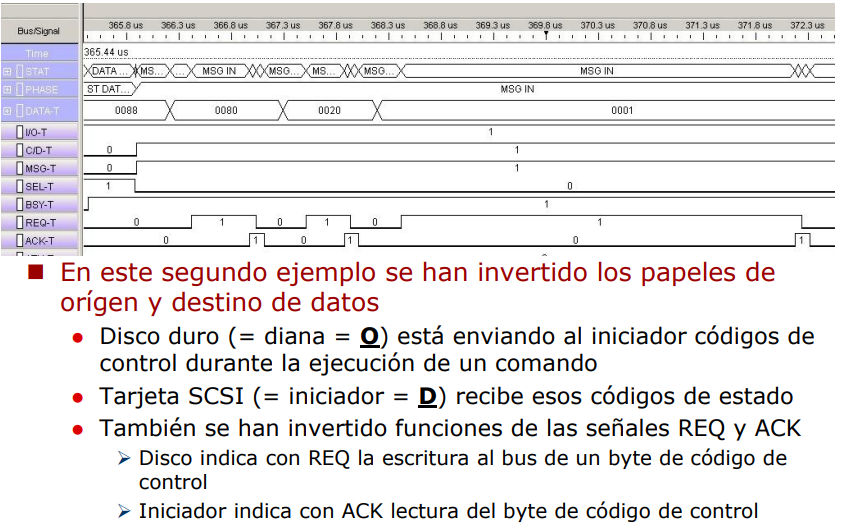 Bus/Signal
365.8 us 366.3 us 366.8 us 367.3 us 367.8 us 368.3 us 368.8 us 369.3 us 369.8 us 370.3 us 370.8 us 371.3 us 371.8 us 372.3 us
Time 365.44 us
STAT DATA ... MS... ... MSG IN MSG... MS... MSG... MSG IN
PHASE ST DAT... MSG IN
DATA-T 0088 0080 0020 0001
I/O-T 1
C/D-T 0 1
MSG-T 0 1
SEL-T 1 0
BSY-T 1
REQ-T 0 1 0 1 0 1
ACK-T 0 1 0 1 0 1
En este segundo ejemplo se han invertido los papeles de
orígen y destino de datos
Disco duro (= diana = O) está enviando al iniciador códigos de
control durante la ejecución de un comando
Tarjeta SCSI (= iniciador = D) recibe esos códigos de estado
También se han invertido funciones de las señales REQ y ACK
Disco indica con REQ la escritura al bus de un byte de código de
control
Iniciador indica con ACK lectura del byte de código de control